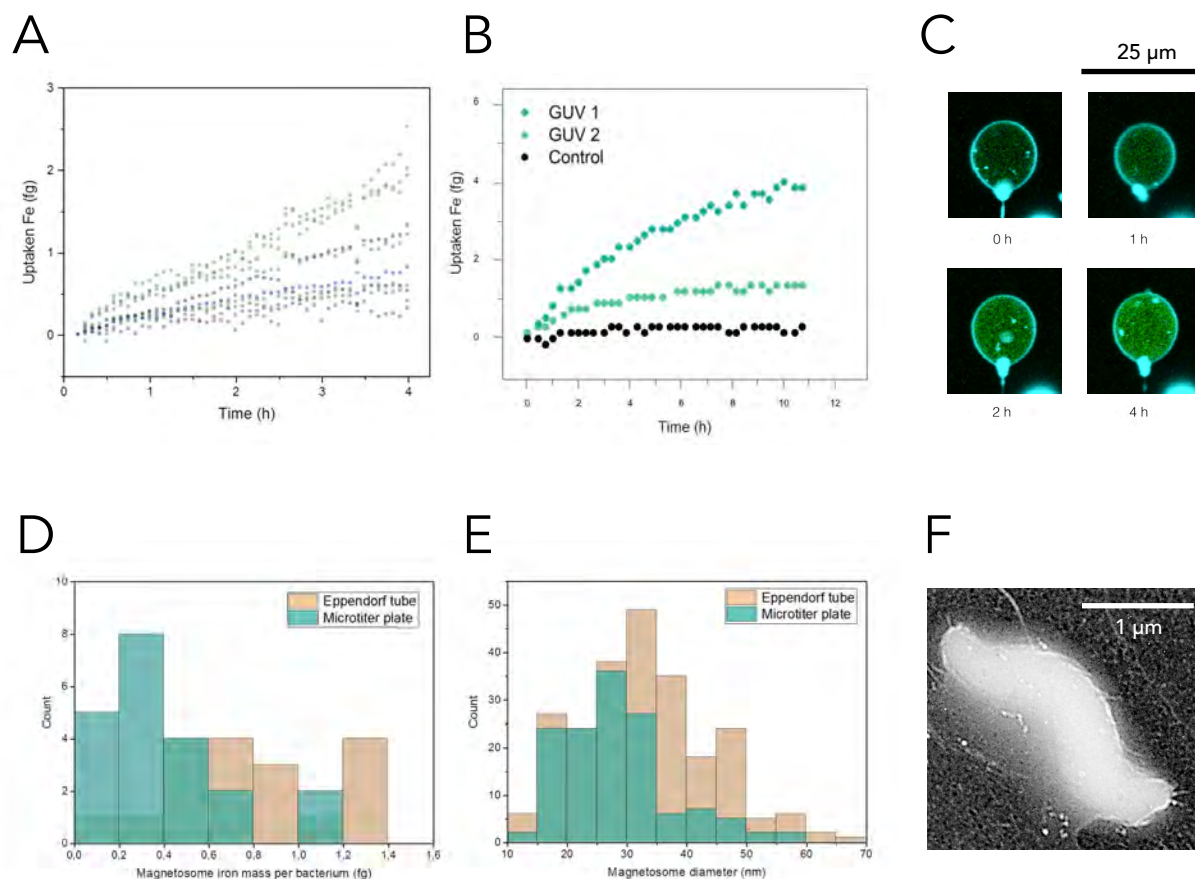 A
B
C
3
2
1
0
0
1
2
3
4
Uptaken Fe (fg)
Time (h)
6
4
2
0
0
2
4
6
8
10
12
GUV 1
GUV 2
Control
Uptaken Fe (fg)
Time (h)
25 µm
0 h
1 h
2 h
4 h
D
E
F
10
8
6
4
2
0
0,0
0,2
0,4
0,6
0,8
1,0
1,2
1,4
1,6
Eppendorf tube
Microtiter plate
Count
Magnetosome iron mass per bacterium (fg)
50
40
30
20
10
0
10
20
30
40
50
60
70
Eppendorf tube
Microtiter plate
Count
Magnetosome diameter (nm)
1 µm